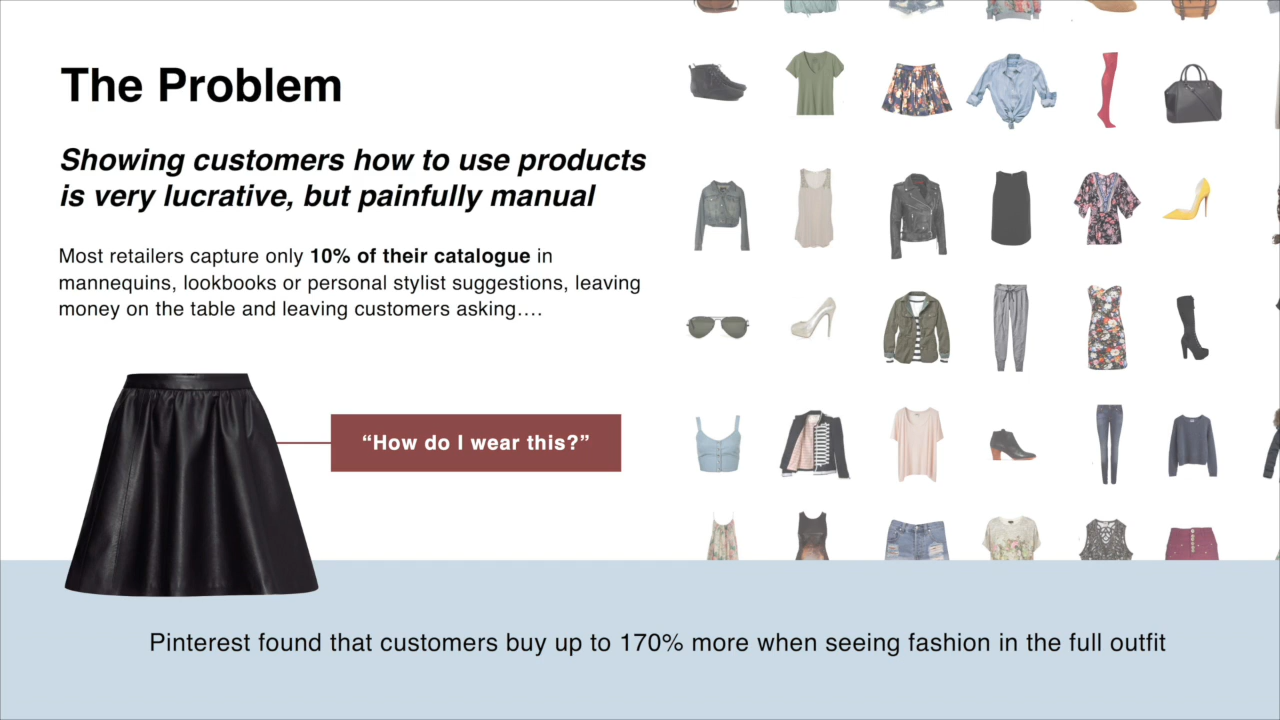 The Problem
Showing customers how to use products
is very lucrative, but painfully manual
Most retailers capture only 10% of their catalogue in
mannequins, lookbooks or personal stylist suggestions, leaving
money on the table and leaving customers asking….
“How do I wear this?”
Pinterest found that customers buy up to 170% more when seeing fashion in the full outfit